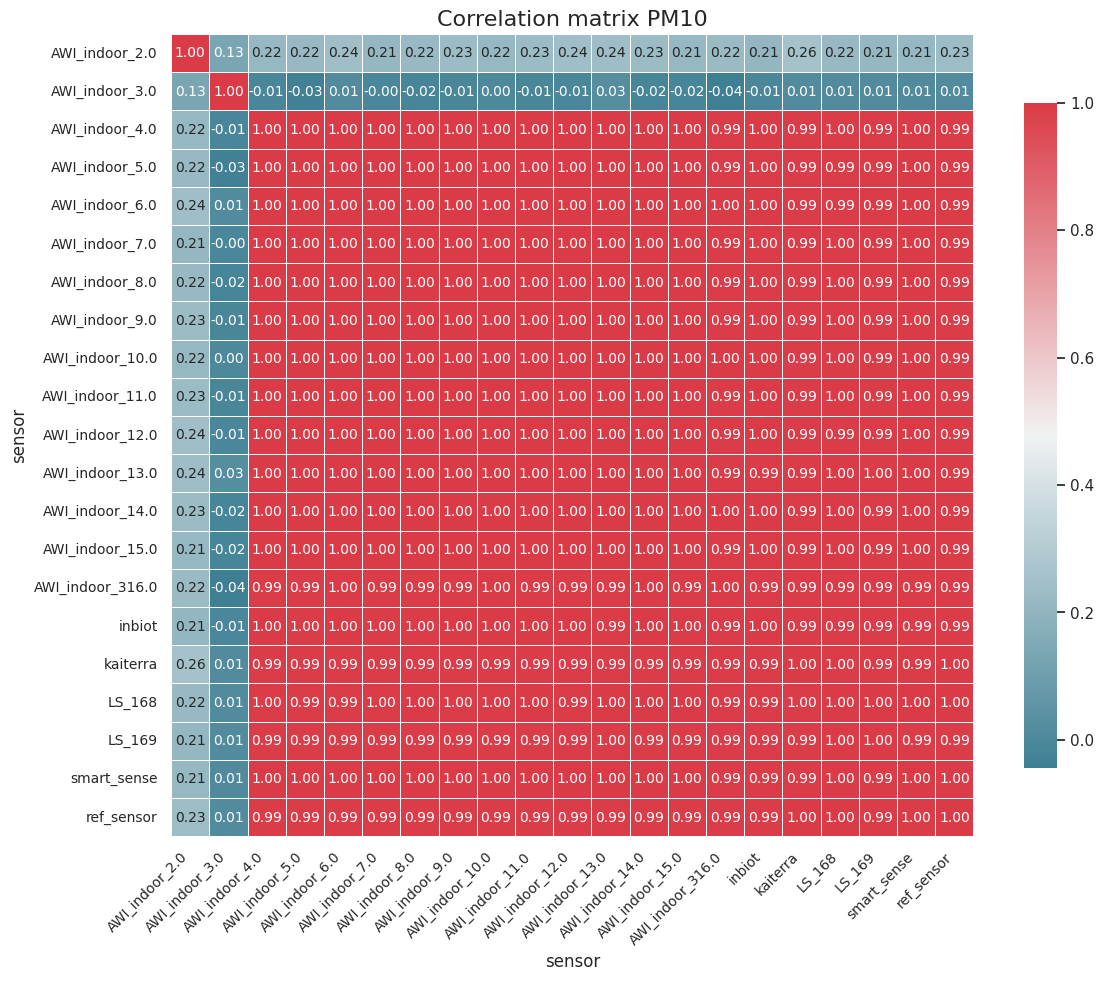 Correlation matrix PM10
AWI_indoor_2.0 1.00 0.13 0.22 0.22 0.24 0.21 0.22 0.23 0.22 0.23 0.24 0.24 0.23 0.21 0.22 0.21 0.26 0.22 0.21 0.21 0.23
AWI_indoor_3.0 0.13 1.00 -0.01 -0.03 0.01 -0.00 -0.02 -0.01 0.00 -0.01 -0.01 0.03 -0.02 -0.02 -0.04 -0.01 0.01 0.01 0.01 0.01 0.01
AWI_indoor_4.0 0.22 -0.01 1.00 1.00 1.00 1.00 1.00 1.00 1.00 1.00 1.00 1.00 1.00 1.00 0.99 1.00 0.99 1.00 0.99 1.00 0.99
AWI_indoor_5.0 0.22 -0.03 1.00 1.00 1.00 1.00 1.00 1.00 1.00 1.00 1.00 1.00 1.00 1.00 0.99 1.00 0.99 0.99 0.99 1.00 0.99
AWI_indoor_6.0 0.24 0.01 1.00 1.00 1.00 1.00 1.00 1.00 1.00 1.00 1.00 1.00 1.00 1.00 1.00 1.00 0.99 0.99 0.99 1.00 0.99
AWI_indoor_7.0 0.21 -0.00 1.00 1.00 1.00 1.00 1.00 1.00 1.00 1.00 1.00 1.00 1.00 1.00 0.99 1.00 0.99 1.00 0.99 1.00 0.99
AWI_indoor_8.0 0.22 -0.02 1.00 1.00 1.00 1.00 1.00 1.00 1.00 1.00 1.00 1.00 1.00 1.00 0.99 1.00 0.99 1.00 0.99 1.00 0.99
AWI_indoor_9.0 0.23 -0.01 1.00 1.00 1.00 1.00 1.00 1.00 1.00 1.00 1.00 1.00 1.00 1.00 0.99 1.00 0.99 1.00 0.99 1.00 0.99
AWI_indoor_10.0 0.22 0.00 1.00 1.00 1.00 1.00 1.00 1.00 1.00 1.00 1.00 1.00 1.00 1.00 1.00 1.00 0.99 1.00 0.99 1.00 0.99
AWI_indoor_11.0 0.23 -0.01 1.00 1.00 1.00 1.00 1.00 1.00 1.00 1.00 1.00 1.00 1.00 1.00 0.99 1.00 0.99 1.00 0.99 1.00 0.99
AWI_indoor_12.0 0.24 -0.01 1.00 1.00 1.00 1.00 1.00 1.00 1.00 1.00 1.00 1.00 1.00 1.00 0.99 1.00 0.99 0.99 0.99 1.00 0.99
AWI_indoor_13.0 0.24 0.03 1.00 1.00 1.00 1.00 1.00 1.00 1.00 1.00 1.00 1.00 1.00 1.00 0.99 0.99 0.99 1.00 1.00 1.00 0.99
AWI_indoor_14.0 0.23 -0.02 1.00 1.00 1.00 1.00 1.00 1.00 1.00 1.00 1.00 1.00 1.00 1.00 1.00 1.00 0.99 1.00 0.99 1.00 0.99
AWI_indoor_15.0 0.21 -0.02 1.00 1.00 1.00 1.00 1.00 1.00 1.00 1.00 1.00 1.00 1.00 1.00 0.99 1.00 0.99 1.00 0.99 1.00 0.99
AWI_indoor_316.0 0.22 -0.04 0.99 0.99 1.00 0.99 0.99 0.99 1.00 0.99 0.99 0.99 1.00 0.99 1.00 0.99 0.99 0.99 0.99 0.99 0.99
inbiot 0.21 -0.01 1.00 1.00 1.00 1.00 1.00 1.00 1.00 1.00 1.00 0.99 1.00 1.00 0.99 1.00 0.99 0.99 0.99 0.99 0.99
kaiterra 0.26 0.01 0.99 0.99 0.99 0.99 0.99 0.99 0.99 0.99 0.99 0.99 0.99 0.99 0.99 0.99 1.00 1.00 0.99 0.99 1.00
LS_168 0.22 0.01 1.00 0.99 0.99 1.00 1.00 1.00 1.00 1.00 0.99 1.00 1.00 1.00 0.99 0.99 1.00 1.00 1.00 1.00 1.00
LS_169 0.21 0.01 0.99 0.99 0.99 0.99 0.99 0.99 0.99 0.99 0.99 1.00 0.99 0.99 0.99 0.99 0.99 1.00 1.00 0.99 0.99
smart_sense 0.21 0.01 1.00 1.00 1.00 1.00 1.00 1.00 1.00 1.00 1.00 1.00 1.00 1.00 0.99 0.99 0.99 1.00 0.99 1.00 1.00
ref_sensor 0.23 0.01 0.99 0.99 0.99 0.99 0.99 0.99 0.99 0.99 0.99 0.99 0.99 0.99 0.99 0.99 1.00 1.00 0.99 1.00 1.00
sensor
AWI_indoor_2.0
AWI_indoor_3.0
AWI_indoor_4.0
AWI_indoor_5.0
AWI_indoor_6.0
AWI_indoor_7.0
AWI_indoor_8.0
AWI_indoor_9.0
AWI_indoor_10.0
AWI_indoor_11.0
AWI_indoor_12.0
AWI_indoor_13.0
AWI_indoor_14.0
AWI_indoor_15.0
AWI_indoor_316.0
inbiot
kaiterra
LS_168
LS_169
smart_sense
ref_sensor
sensor
1.0
0.8
0.6
0.4
0.2
0.0